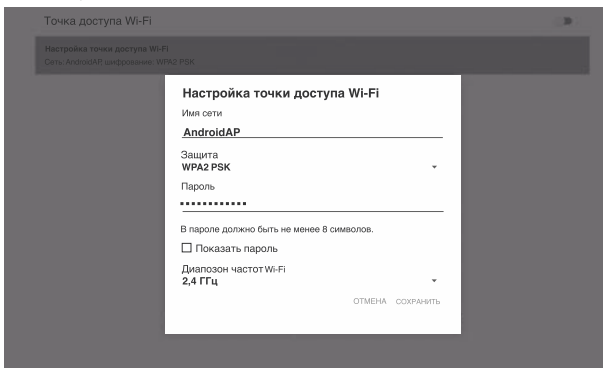 Точка доступа Wi-Fi
Настройка точки доступа Wi-Fi
Сеть: AndroidAP, шифрование: WPA2 PSK
Настройка точки доступа Wi-Fi
Имя сети
AndroidAP
Защита
WPA2 PSK
Пароль
••••••••••••
В пароле должно быть не менее 8 символов.
Показать пароль
Диапозон частот Wi-Fi
2,4 ГГц
ОТМЕНА СОХРАНИТЬ